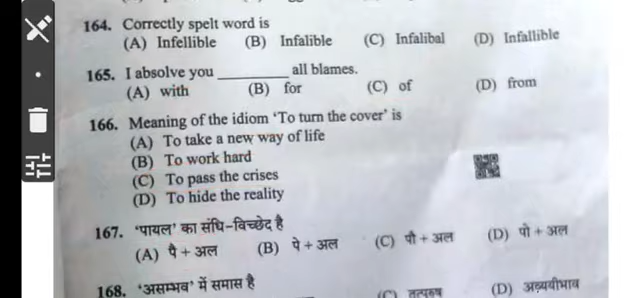 164. Correctly spelt word is
(A) Infellible (B) Infalible (C) Infalibal (D) Infallible
165. I absolve you ________ all blames.
(A) with (B) for (C) of (D) from
166. Meaning of the idiom 'To turn the cover' is
(A) To take a new way of life
(B) To work hard
(C) To pass the crises
(D) To hide the reality
167. 'पायल' का संधि-विच्छेद है
(A) पै + अल (B) पे + अल (C) पौ + अल (D) पो + अल
168. 'असम्भव' में समास है
(C) तत्पुरुष (D) अव्ययीभाव